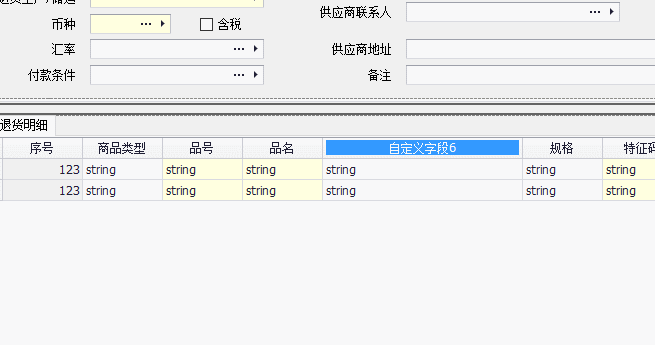 供应商联系人
币种 ··· 含税
汇率 ··· 供应商地址
付款条件 ··· 备注
退货明细
序号 商品类型 品号 品名 自定义字段6 规格 特征码
123 string string string string string string
123 string string string string string string